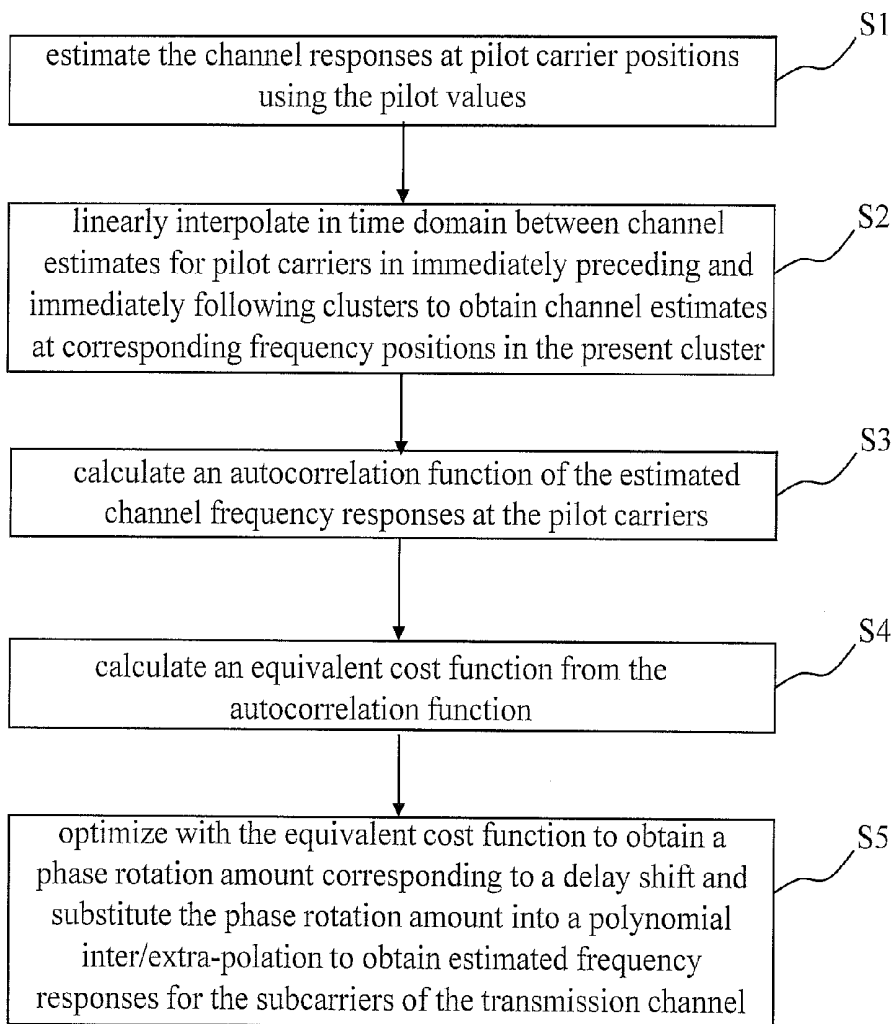 S1
estimate the channel responses at pilot carrier positions
using the pilot values
S2
linearly interpolate in time domain between channel
estimates for pilot carriers in immediately preceding and
immediately following clusters to obtain channel estimates
at corresponding frequency positions in the present cluster
S3
calculate an autocorrelation function of the estimated
channel frequency responses at the pilot carriers
S4
calculate an equivalent cost function from the
autocorrelation function
S5
optimize with the equivalent cost function to obtain a
phase rotation amount corresponding to a delay shift and
substitute the phase rotation amount into a polynomial
inter/extra-polation to obtain estimated frequency
responses for the subcarriers of the transmission channel